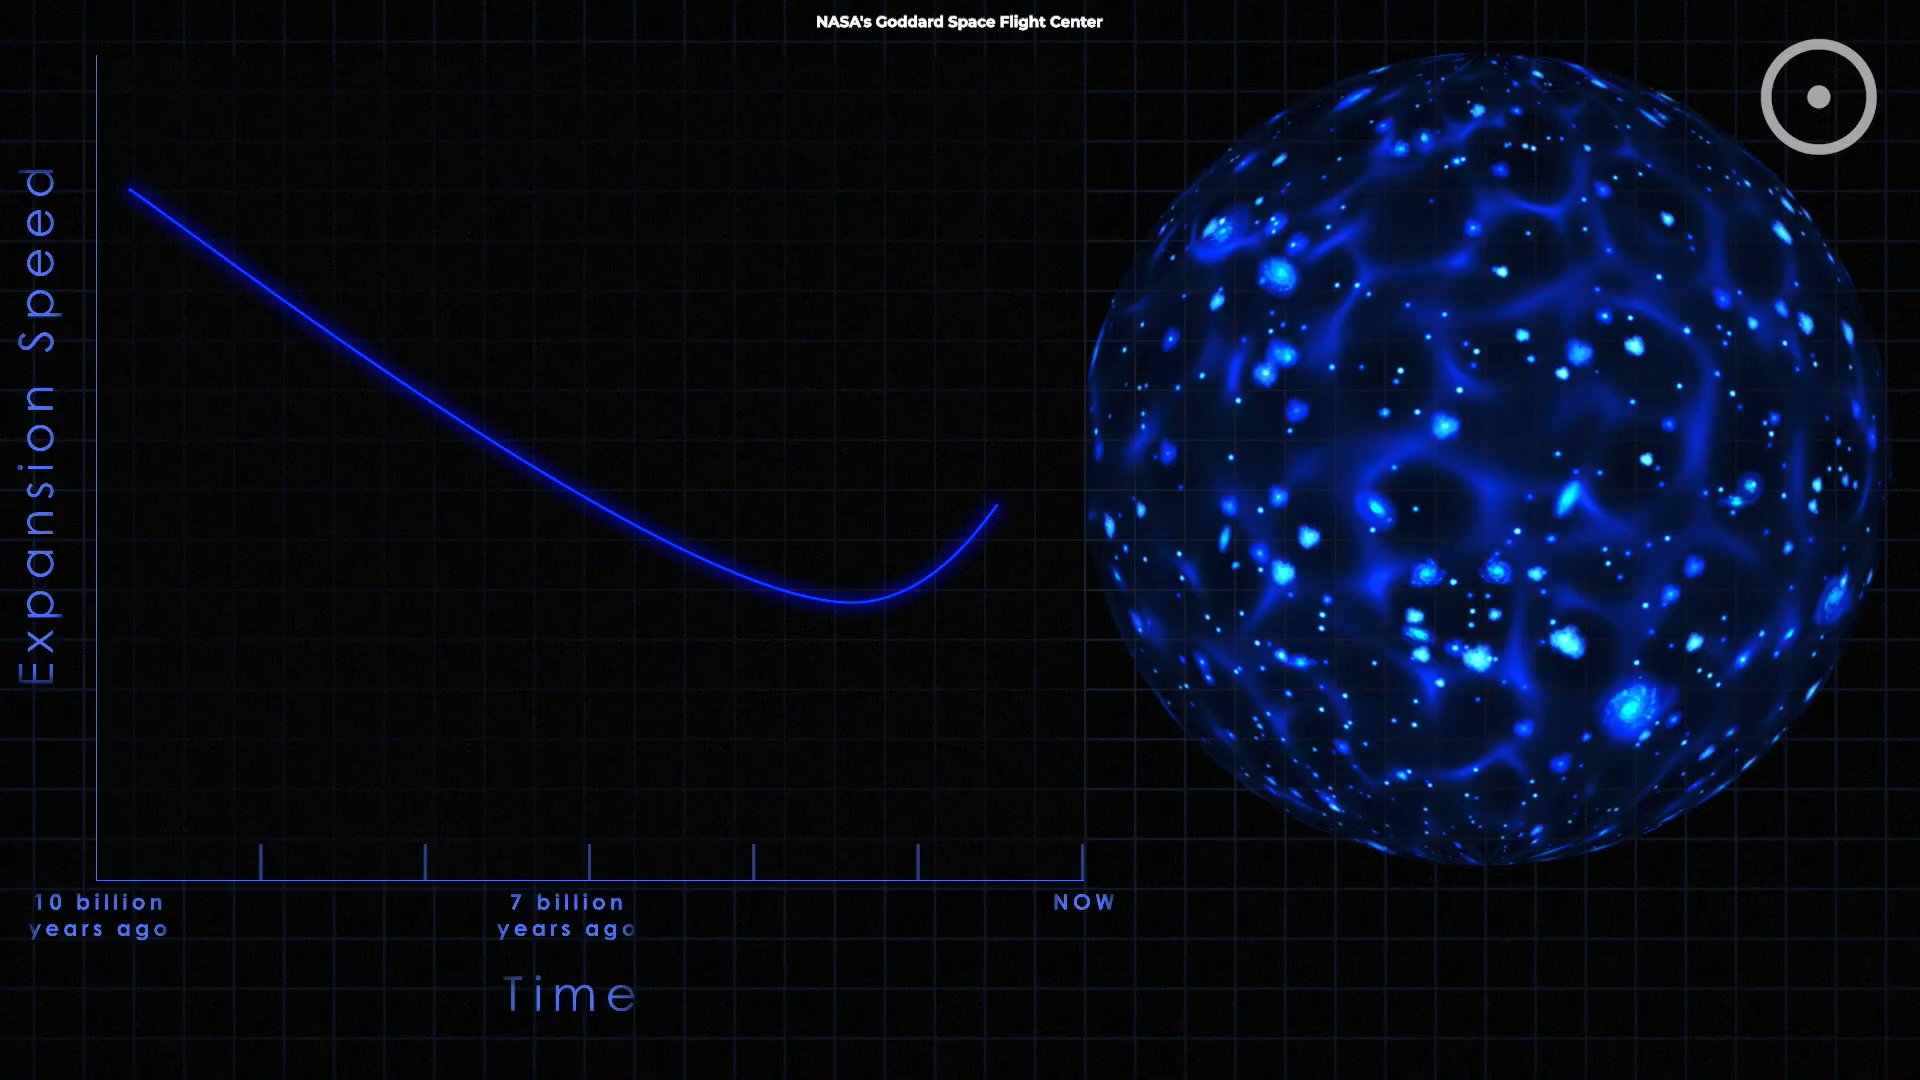 NASA's Goddard Space Flight Center
Expansion Speed
10 billion
years ago
7 billion
years ago
NOW
Time